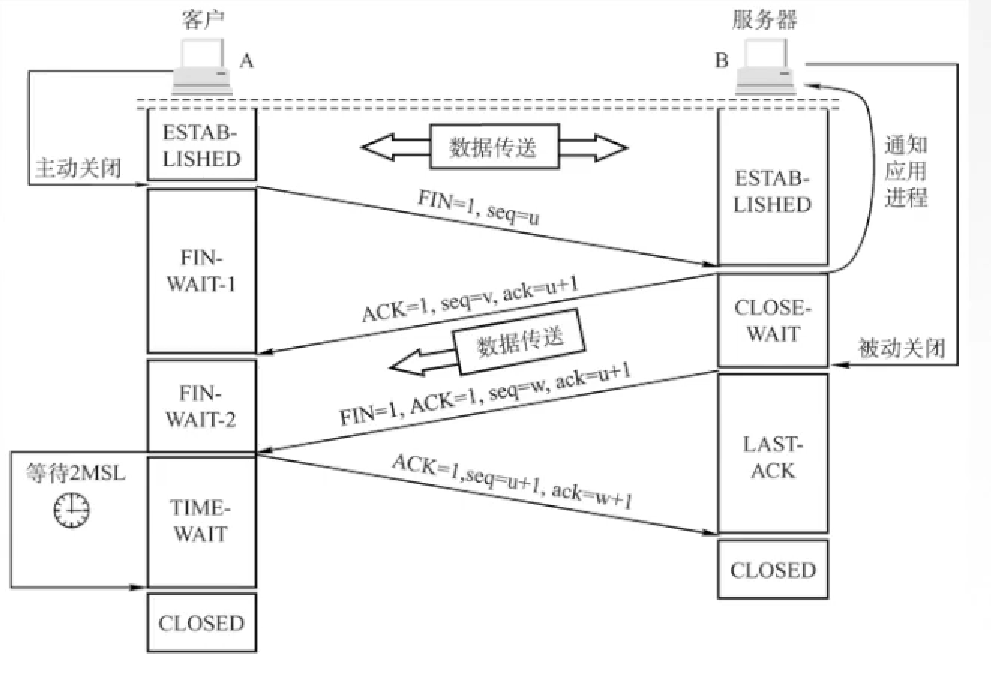 客户
服务器
A
B
ESTAB-
LISHED
数据传送
通知
应用
进程
主动关闭
ESTAB-
LISHED
FIN=1, seq=u
FIN-
WAIT-1
ACK=1, seq=v, ack=u+1
CLOSE-
WAIT
数据传送
被动关闭
FIN-
WAIT-2
FIN=1, ACK=1, seq=w, ack=u+1
LAST-
ACK
等待2MSL
ACK=1,seq=u+1, ack=w+1
TIME-
WAIT
CLOSED
CLOSED